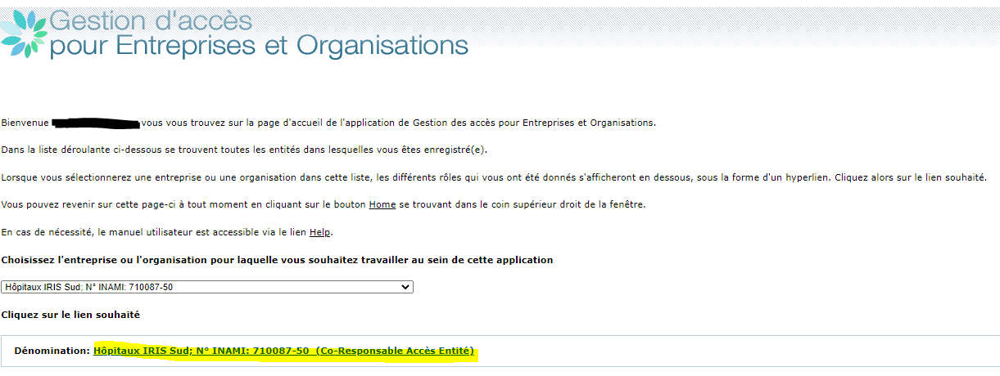 Gestion d'accès
pour Entreprises et Organisations
Bienvenue vous vous trouvez sur la page d'accueil de l'application de Gestion des accès pour Entreprises et Organisations.
Dans la liste déroulante ci-dessous se trouvent toutes les entités dans lesquelles vous êtes enregistré(e).
Lorsque vous sélectionnerez une entreprise ou une organisation dans cette liste, les différents rôles qui vous ont été donnés s'afficheront en dessous, sous la forme d'un hyperlien. Cliquez alors sur le lien souhaité.
Vous pouvez revenir sur cette page-ci à tout moment en cliquant sur le bouton Home se trouvant dans le coin supérieur droit de la fenêtre.
En cas de nécessité, le manuel utilisateur est accessible via le lien Help.
Choisissez l'entreprise ou l'organisation pour laquelle vous souhaitez travailler au sein de cette application
Hôpitaux IRIS Sud; N° INAMI: 710087-50
Cliquez sur le lien souhaité
Dénomination: Hôpitaux IRIS Sud; N° INAMI: 710087-50 (Co-Responsable Accès Entité)